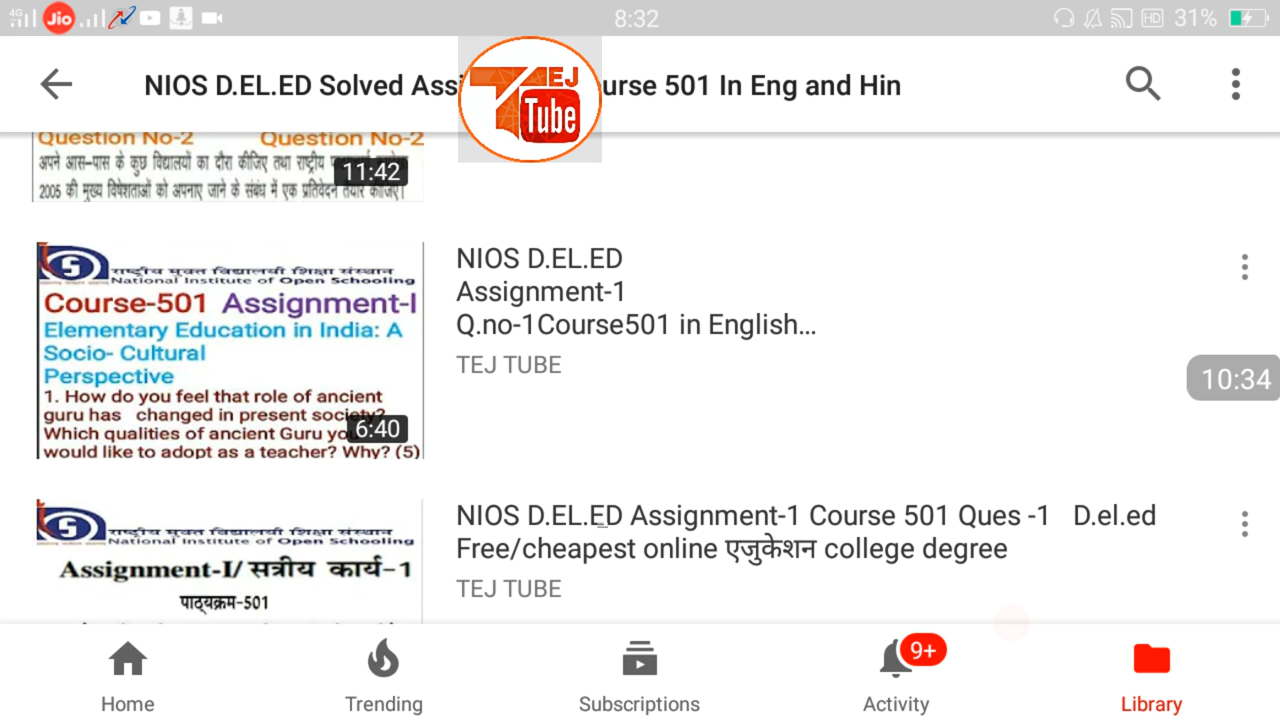 4G Jio 8:32 HD 31%
NIOS D.EL.ED Solved Ass urse 501 In Eng and Hin
TEJ
Tube
Question No-2 Question No-2
अपने आस-पास के कुछ विद्यालयों का दौरा कीजिए तथा राष्ट्रीय
2005 की मुख्य विषेशताओं को अपनाए जाने के संबंध में एक प्रतिवेदन तैयार कीजिए।
11:42
राष्ट्रीय मुक्त विद्यालयी शिक्षा संस्थान
National Institute of Open Schooling
Course-501 Assignment-I
Elementary Education in India: A
Socio- Cultural
Perspective
1. How do you feel that role of ancient
guru has changed in present society?
Which qualities of ancient Guru yo
would like to adopt as a teacher? Why? (5)
6:40
NIOS D.EL.ED
Assignment-1
Q.no-1Course501 in English...
TEJ TUBE
10:34
राष्ट्रीय मुक्त विद्यालयी शिक्षा संस्थान
National Institute of Open Schooling
Assignment-I/ सत्रीय कार्य-1
पाठ्यक्रम-501
NIOS D.EL.ED Assignment-1 Course 501 Ques -1 D.el.ed
Free/cheapest online एजुकेशन college degree
TEJ TUBE
9+
Home Trending Subscriptions Activity Library